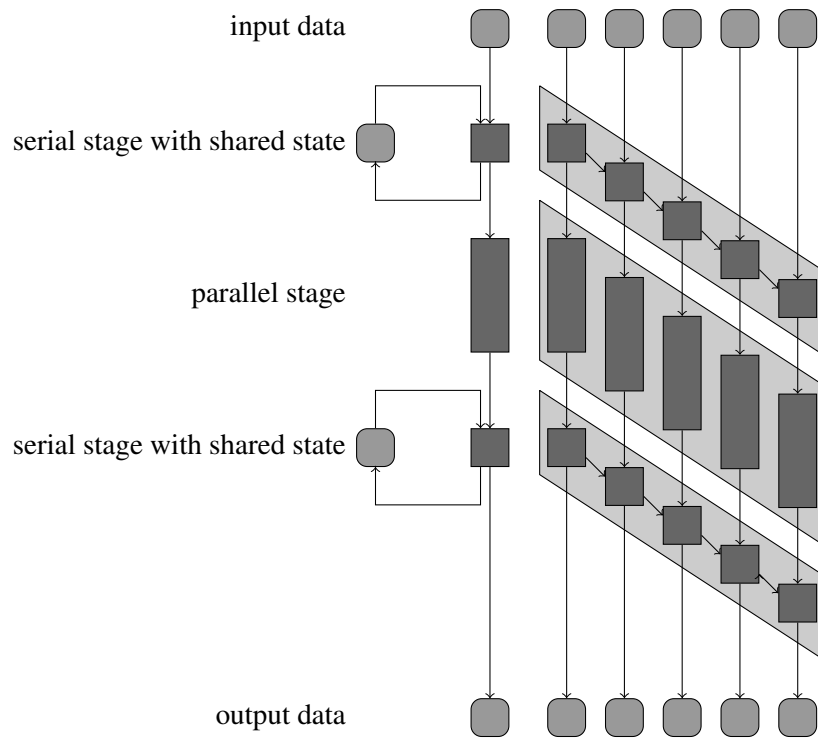 input data
serial stage with shared state
parallel stage
serial stage with shared state
output data